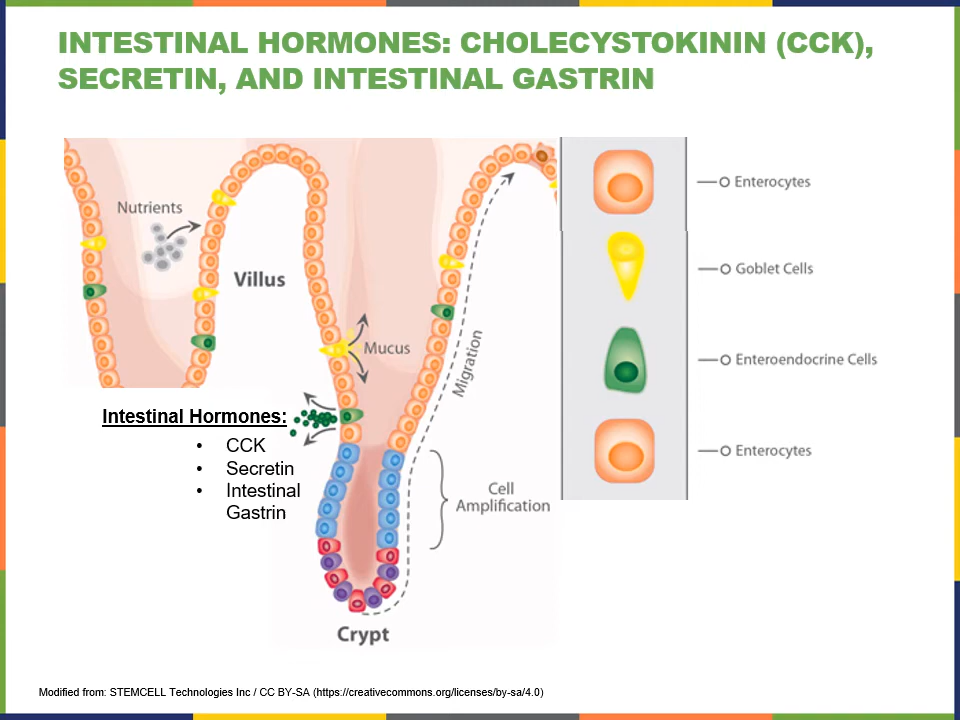 INTESTINAL HORMONES: CHOLECYSTOKININ (CCK),
SECRETIN, AND INTESTINAL GASTRIN
Nutrients
Villus
Mucus
Migration
Intestinal Hormones:
• CCK
• Secretin
• Intestinal
Gastrin
Cell
Amplification
Crypt
Enterocytes
Goblet Cells
Enteroendocrine Cells
Enterocytes
Modified from: STEMCELL Technologies Inc / CC BY-SA (https://creativecommons.org/licenses/by-sa/4.0)